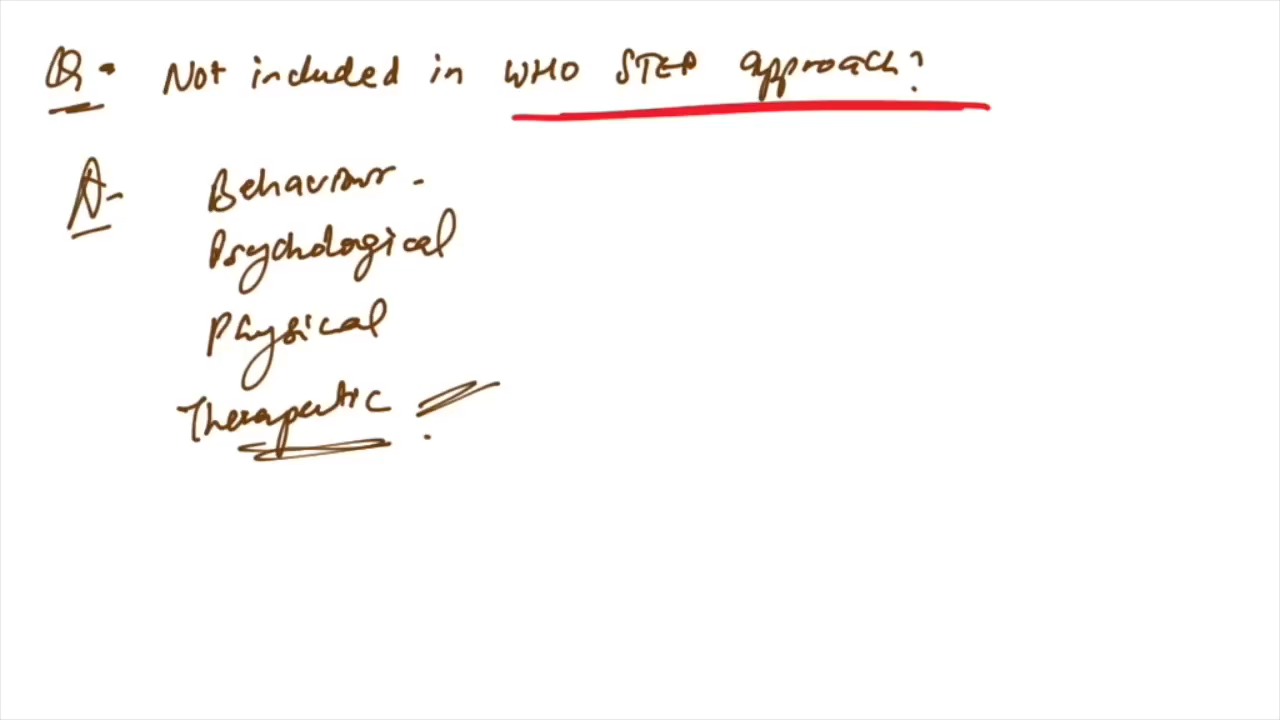 Q. Not included in WHO STEP approach?
A- Behaviour.
Psychological
Physical
Therapeutic